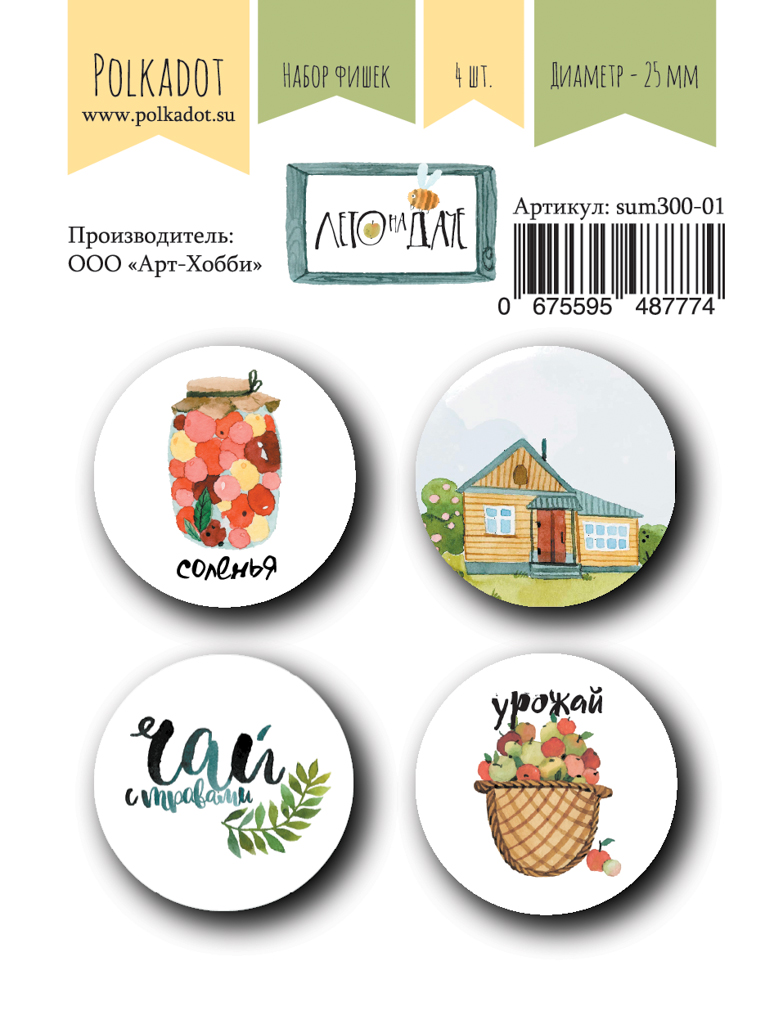 Polkadot
www.polkadot.su
Набор фишек
4 шт.
Диаметр - 25 мм
Лето на даче
Артикул: sum300-01
Производитель:
ООО «Арт-Хобби»
0 675595 487774
соленья
чай
с травами
урожай